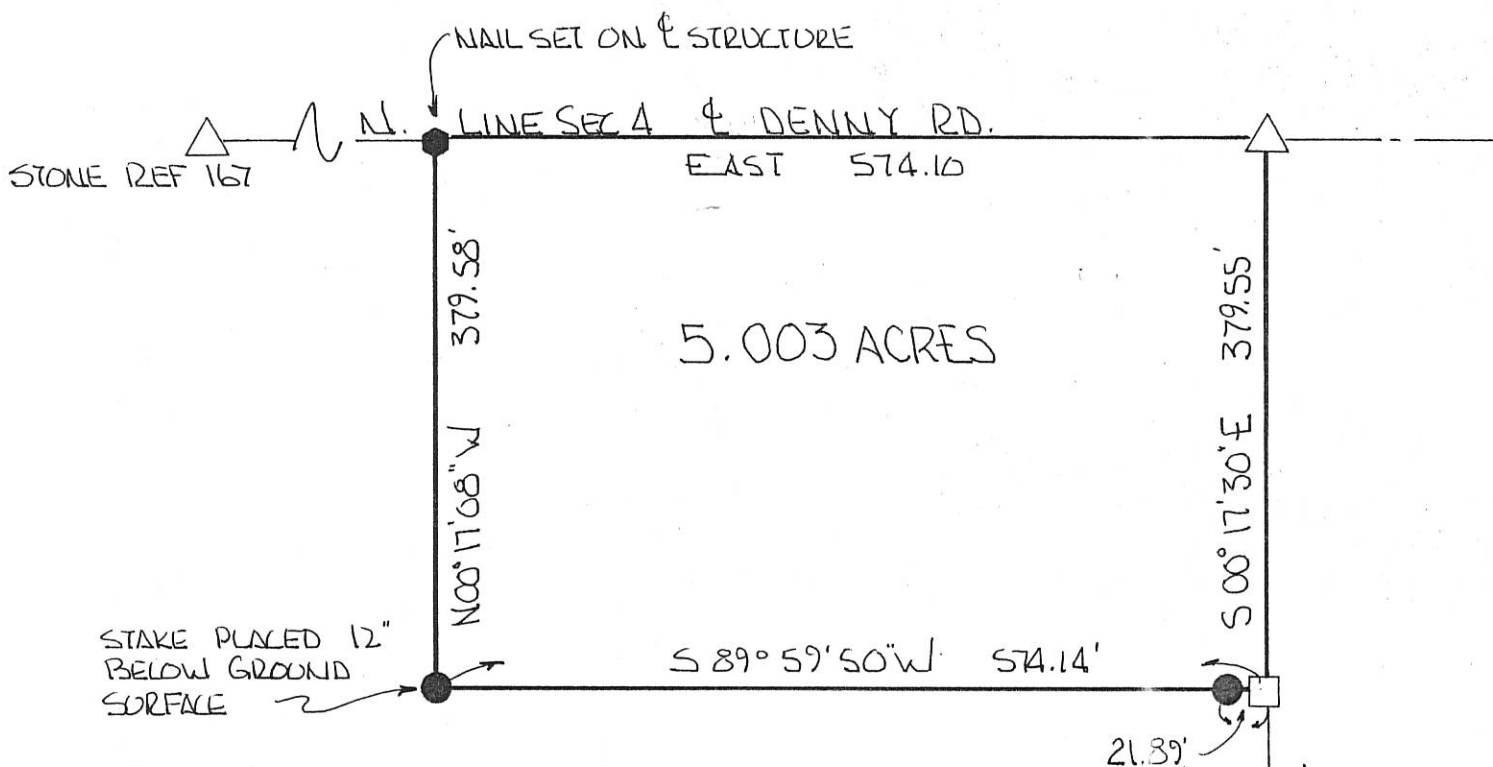 NAIL SET ON ℄ STRUCTURE
N. LINE SEC 4 ℄ DENNY RD.
STONE REF 167
EAST 574.10
379.58'
379.55'
5.003 ACRES
N00°17'08"W
S 00°17'30"E
STAKE PLACED 12"
BELOW GROUND
SURFACE
S 89°59'50"W 574.14'
21.89'